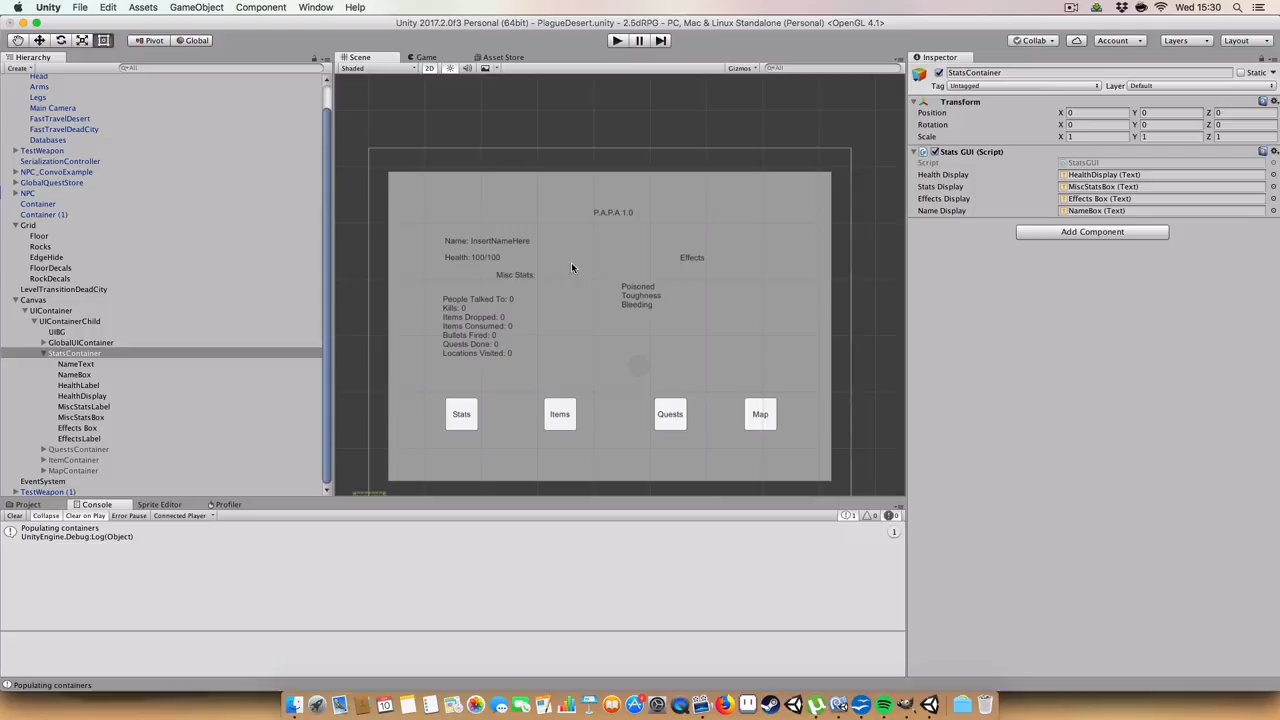 Unity File Edit Assets GameObject Component Window Help
Wed 15:30
Unity 2017.2.0f3 Personal (64bit) - PlagueDesert.unity - 2.5dRPG - PC, Mac & Linux Standalone (Personal) <OpenGL 4.1>
Pivot Global
Collab Account Layers Layout
Hierarchy
Create All
Head
Arms
Legs
Main Camera
FastTravelDesert
FastTravelDeadCity
Databases
TestWeapon
SerializationController
NPC_ConvoExample
GlobalQuestStore
NPC
Container
Container (1)
Grid
Floor
Rocks
EdgeHide
FloorDecals
RockDecals
LevelTransitionDeadCity
Canvas
UIContainer
UIContainerChild
UIBG
GlobalUIContainer
StatsContainer
NameText
NameBox
HealthLabel
HealthDisplay
MiscStatsLabel
MiscStatsBox
Effects Box
EffectsLabel
QuestsContainer
ItemContainer
MapContainer
EventSystem
TestWeapon (1)
Scene Game Asset Store
Shaded 2D Gizmos All
P.A.P.A 1.0
Name: InsertNameHere
Health: 100/100
Misc Stats:
People Talked To: 0
Kills: 0
Items Dropped: 0
Items Consumed: 0
Bullets Fired: 0
Quests Done: 0
Locations Visited: 0
Effects
Poisoned
Toughness
Bleeding
Stats Items Quests Map
Inspector
StatsContainer Static
Tag Untagged Layer Default
Transform
Position X 0 Y 0 Z 0
Rotation X 0 Y 0 Z 0
Scale X 1 Y 1 Z 1
Stats GUI (Script)
Script StatsGUI
Health Display HealthDisplay (Text)
Stats Display MiscStatsBox (Text)
Effects Display Effects Box (Text)
Name Display NameBox (Text)
Add Component
Project Console Sprite Editor Profiler
Clear Collapse Clear on Play Error Pause Connected Player
1 0 0
Populating containers
UnityEngine.Debug:Log(Object)
1
Populating containers
10